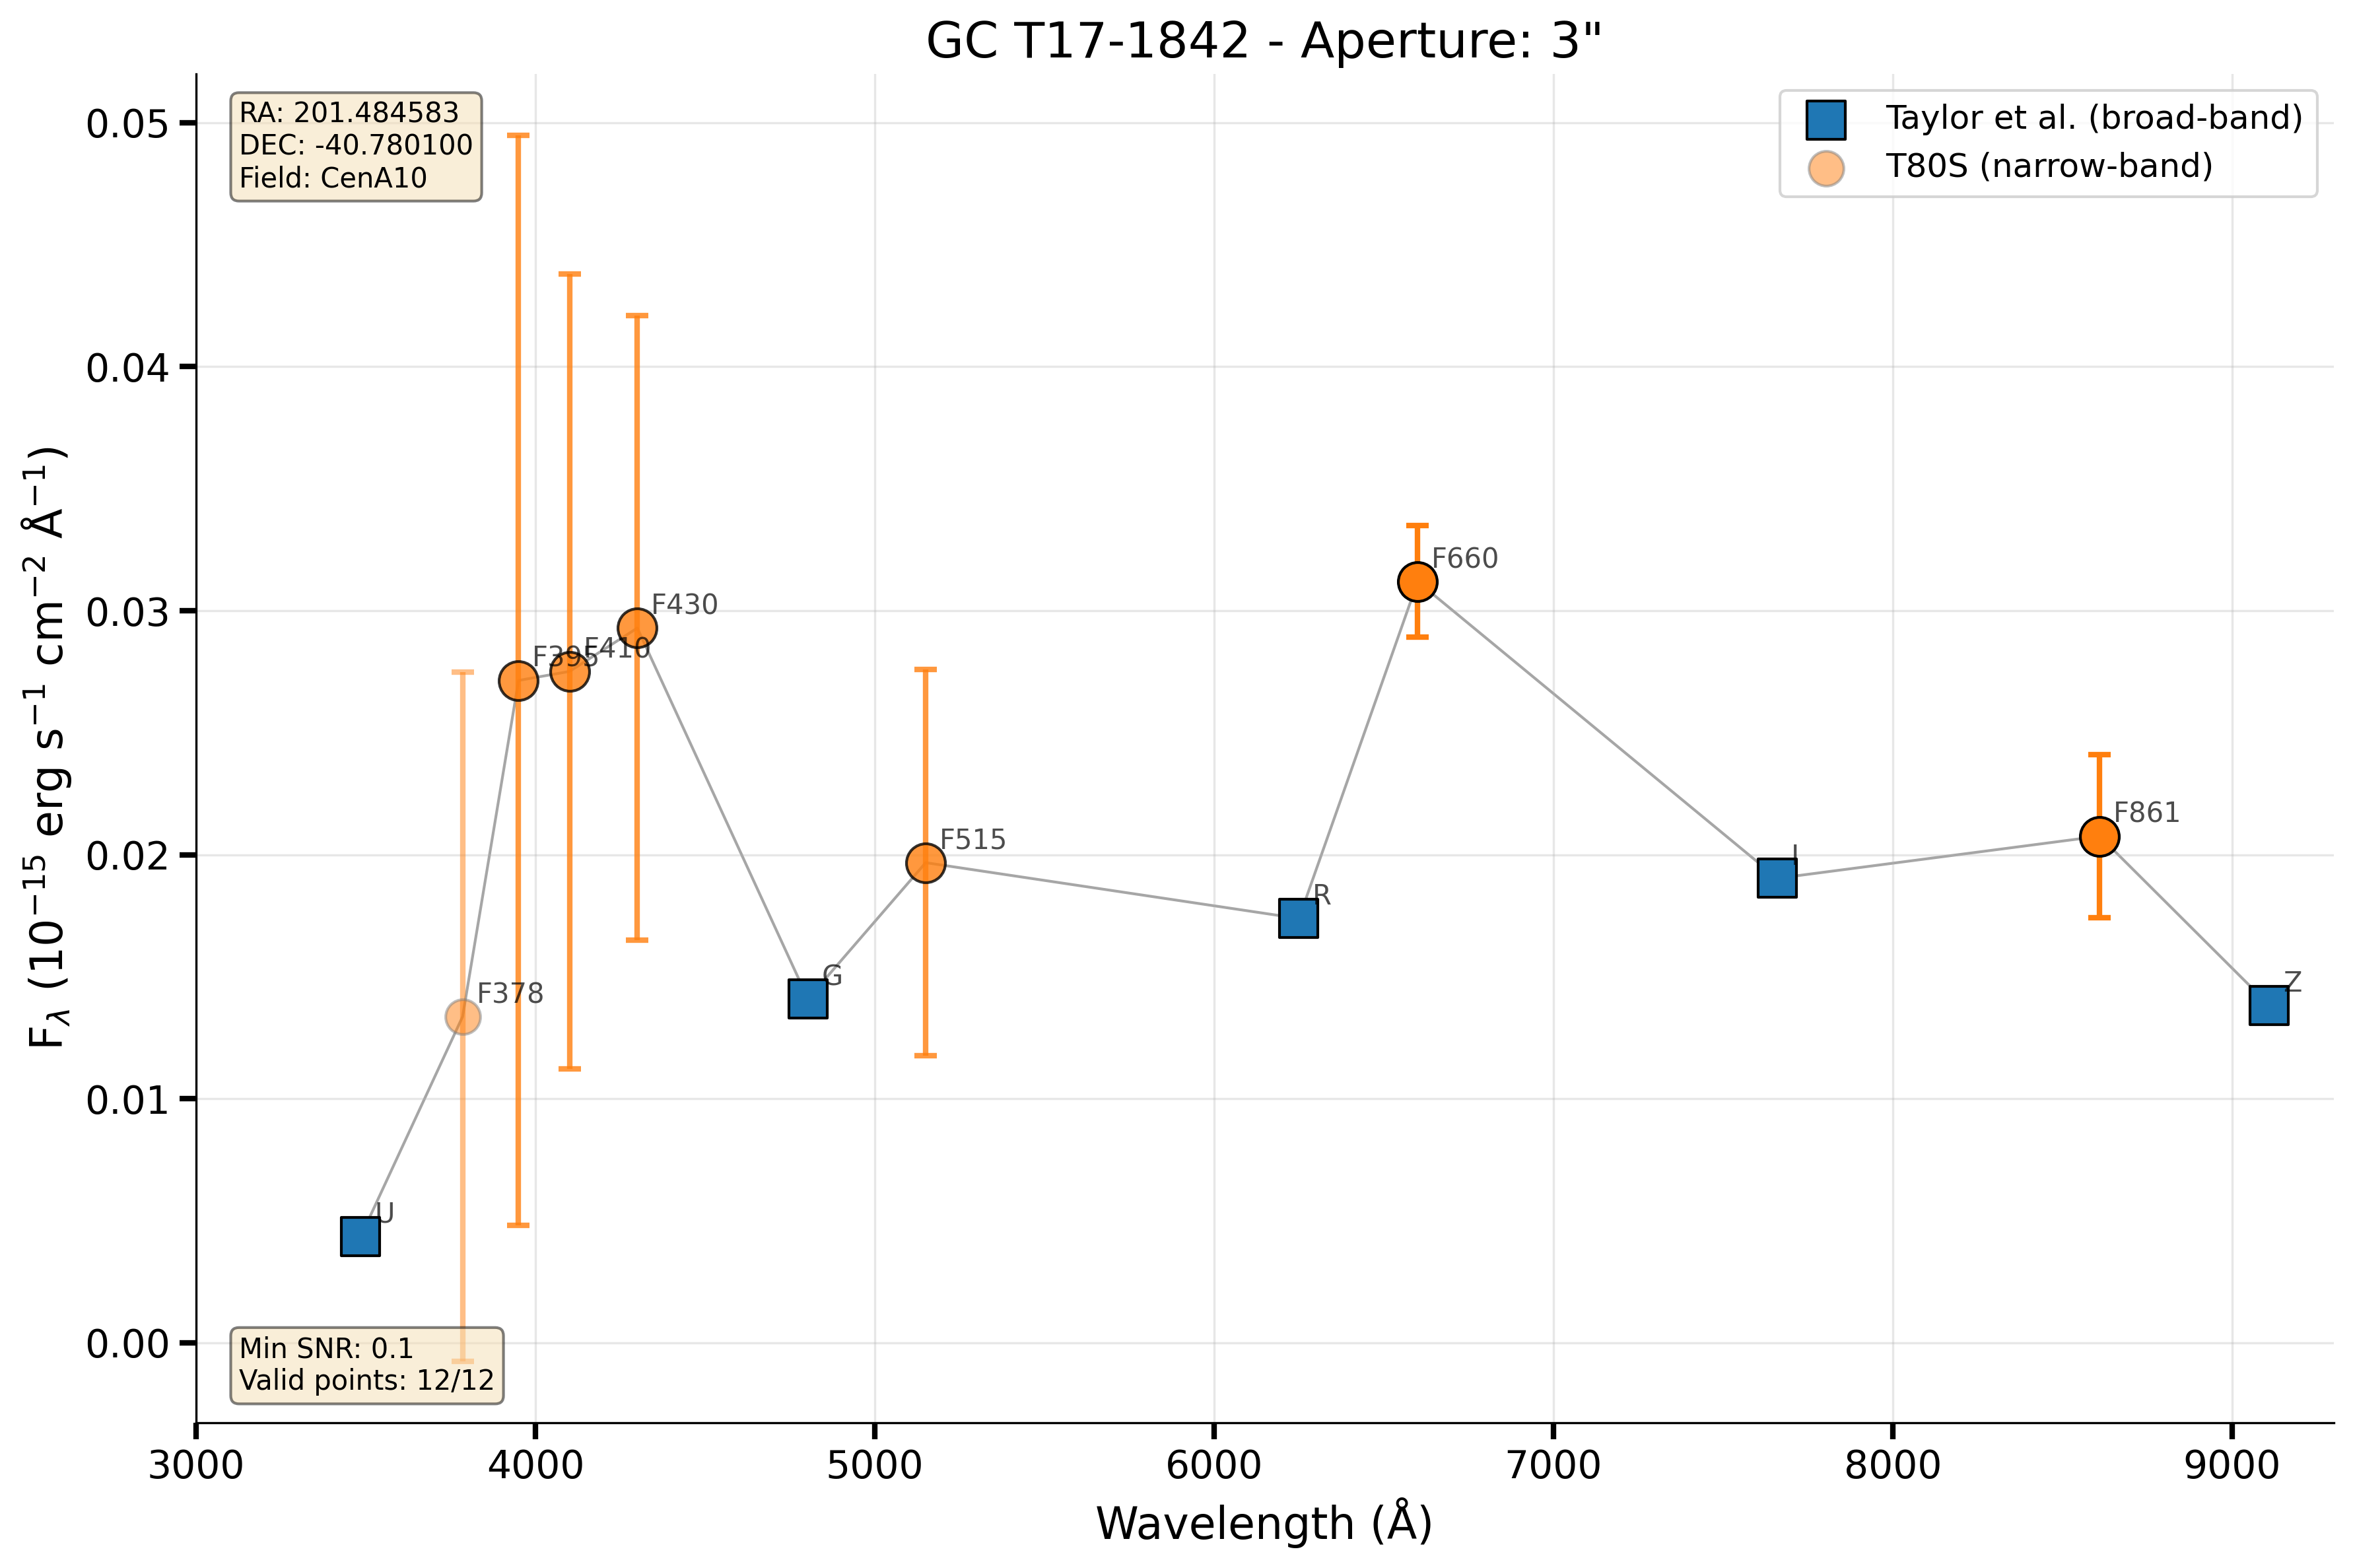 GC T17-1842 - Aperture: 3"
RA: 201.484583
DEC: -40.780100
Field: CenA10
Taylor et al. (broad-band)
T80S (narrow-band)
0.05
0.04
0.03
0.02
0.01
0.00
F_λ (10⁻¹⁵ erg s⁻¹ cm⁻² Å⁻¹)
U
F378
F395
F410
F430
G
F515
R
F660
I
F861
Z
Min SNR: 0.1
Valid points: 12/12
3000
4000
5000
6000
7000
8000
9000
Wavelength (Å)